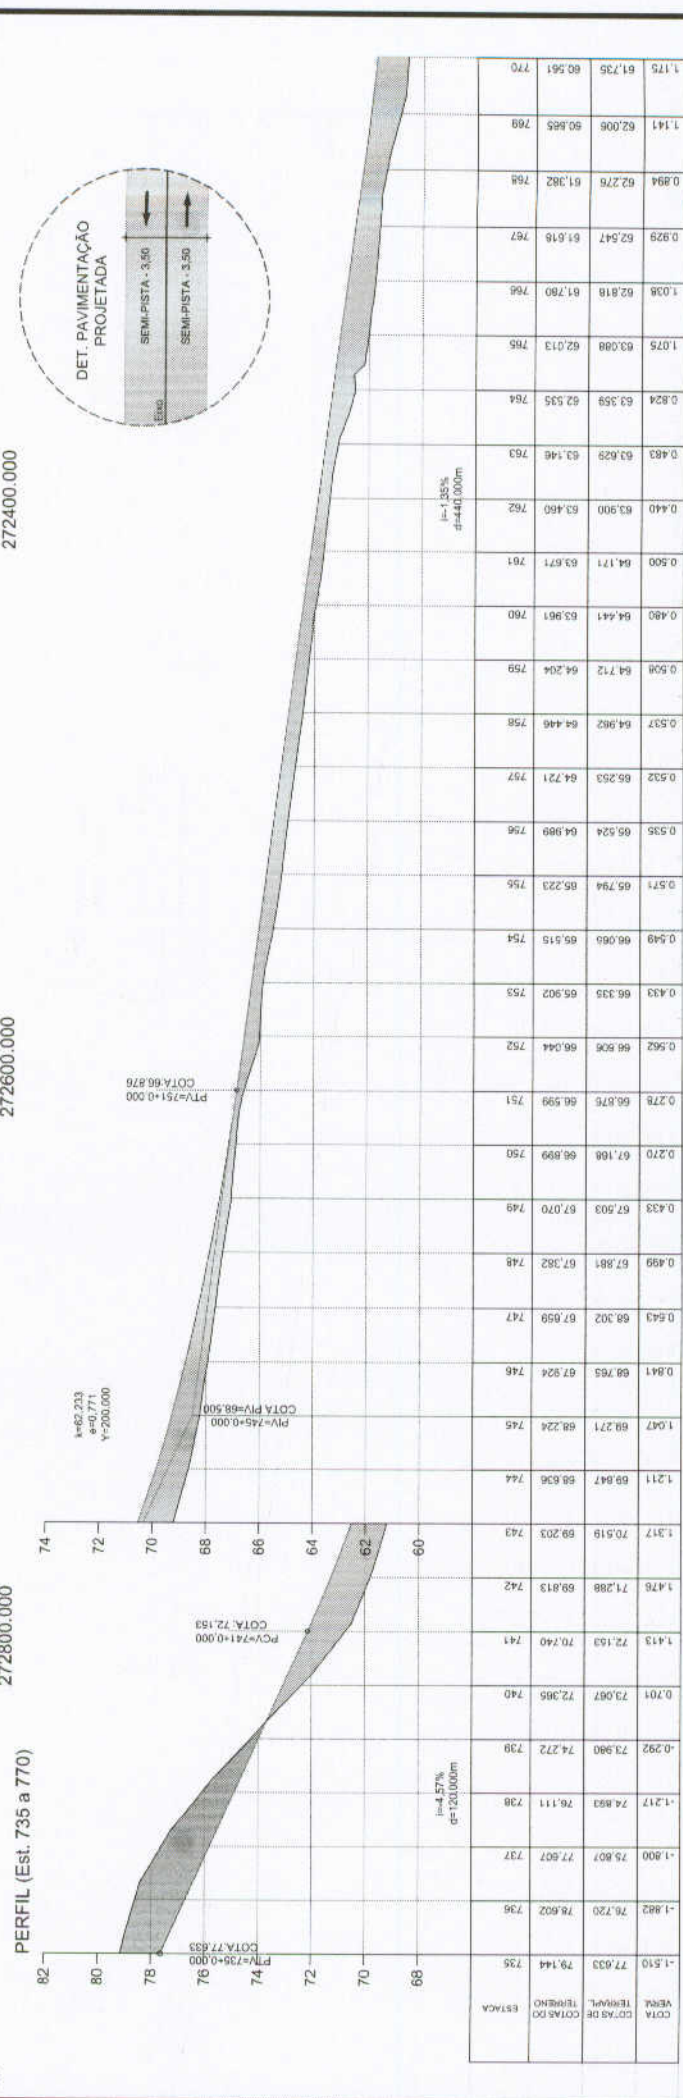 PERFIL (Est. 735 a 770)
272800.000
272600.000
272400.000
DET. PAVIMENTAÇÃO
PROJETADA
SEMI-PISTA - 3,50
SEMI-PISTA - 3,50
Eixo
82
80
78
76
74
72
70
68
74
72
70
68
66
64
62
60
PTV=735+0.000
COTA:77.633
i=-4,57%
d=120.000m
PCV=741+0,000
COTA: 72.153
k=62,233
e=0,771
Y=200.000
PIV=745+0.000
COTA PIV=68.500
PTV=751+0.000
COTA:66.876
i=-1,35%
d=440.000m
ESTACA 735 736 737 738 739 740 741 742 743 744 745 746 747 748 749 750 751 752 753 754 755 756 757 758 759 760 761 762 763 764 765 766 767 768 769 770
COTAS DO
TERRENO
79,144 78,602 77,607 76,111 74,272 72,365 70,740 69,813 69,203 68,636 68,224 67,924 67,659 67,382 67,070 66,899 66,599 66,044 65,902 65,515 65,223 64,989 64,721 64,446 64,204 63,961 63,671 63,460 63,146 62,535 62,013 61,780 61,618 61,382 60,865 60,561
COTAS DE
TERRAPL.
77,633 76,720 75,807 74,893 73,980 73,067 72,153 71,288 70,519 69,847 69,271 68,765 68,302 67,881 67,503 67,168 66,876 66,606 66,335 66,065 65,794 65,524 65,253 64,982 64,712 64,441 64,171 63,900 63,629 63,359 63,088 62,818 62,547 62,276 62,006 61,735
COTA
VERM.
-1,510 -1,882 -1,800 -1,217 -0,292 0,701 1,413 1,476 1,317 1,211 1,047 0,841 0,643 0,499 0,433 0,270 0,278 0,562 0,433 0,549 0,571 0,535 0,532 0,537 0,508 0,480 0,500 0,440 0,483 0,824 1,075 1,038 0,929 0,894 1,141 1,175